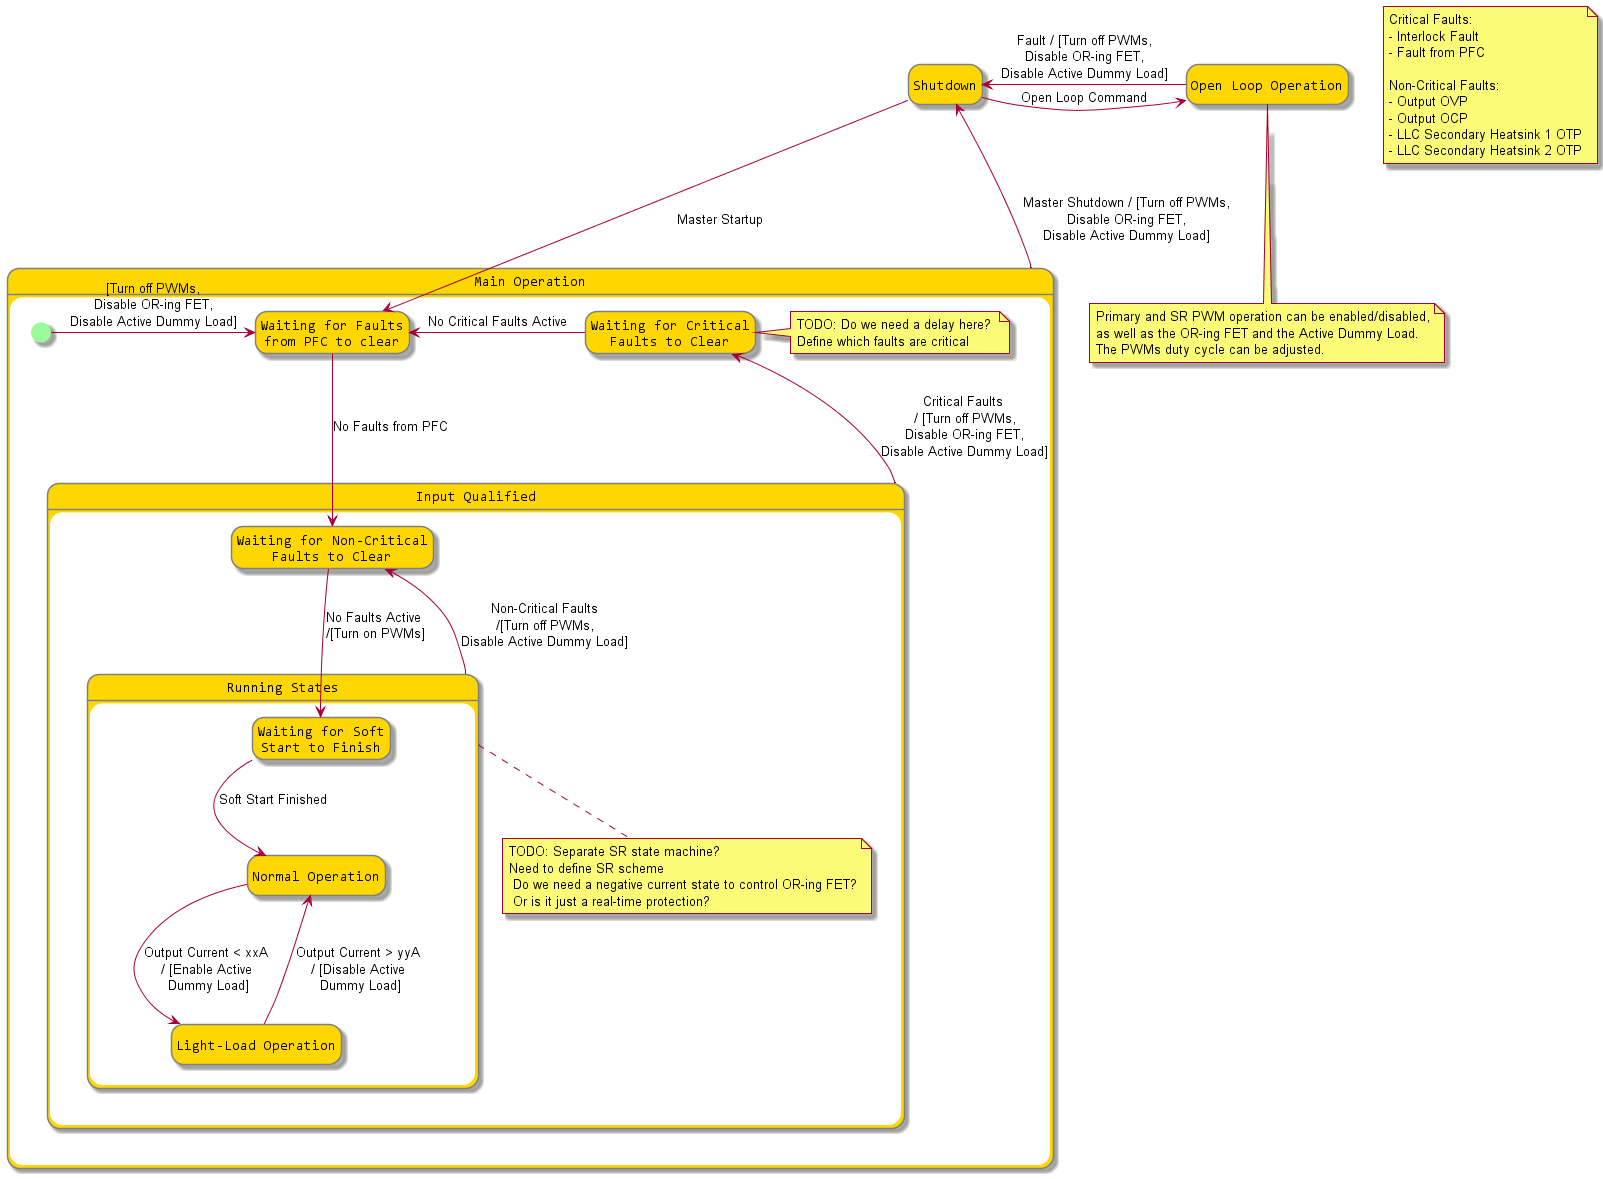 Critical Faults:
- Interlock Fault
- Fault from PFC
Non-Critical Faults:
- Output OVP
- Output OCP
- LLC Secondary Heatsink 1 OTP
- LLC Secondary Heatsink 2 OTP
Fault / [Turn off PWMs,
Disable OR-ing FET,
Disable Active Dummy Load]
Shutdown
Open Loop Operation
Open Loop Command
Master Startup
Master Shutdown / [Turn off PWMs,
Disable OR-ing FET,
Disable Active Dummy Load]
Primary and SR PWM operation can be enabled/disabled,
as well as the OR-ing FET and the Active Dummy Load.
The PWMs duty cycle can be adjusted.
Main Operation
[Turn off PWMs,
Disable OR-ing FET,
Disable Active Dummy Load]
Waiting for Faults
from PFC to clear
No Critical Faults Active
Waiting for Critical
Faults to Clear
TODO: Do we need a delay here?
Define which faults are critical
No Faults from PFC
Critical Faults
/ [Turn off PWMs,
Disable OR-ing FET,
Disable Active Dummy Load]
Input Qualified
Waiting for Non-Critical
Faults to Clear
No Faults Active
/[Turn on PWMs]
Non-Critical Faults
/[Turn off PWMs,
Disable Active Dummy Load]
Running States
Waiting for Soft
Start to Finish
Soft Start Finished
TODO: Separate SR state machine?
Need to define SR scheme
Do we need a negative current state to control OR-ing FET?
Or is it just a real-time protection?
Normal Operation
Output Current < xxA
/ [Enable Active
Dummy Load]
Output Current > yyA
/ [Disable Active
Dummy Load]
Light-Load Operation